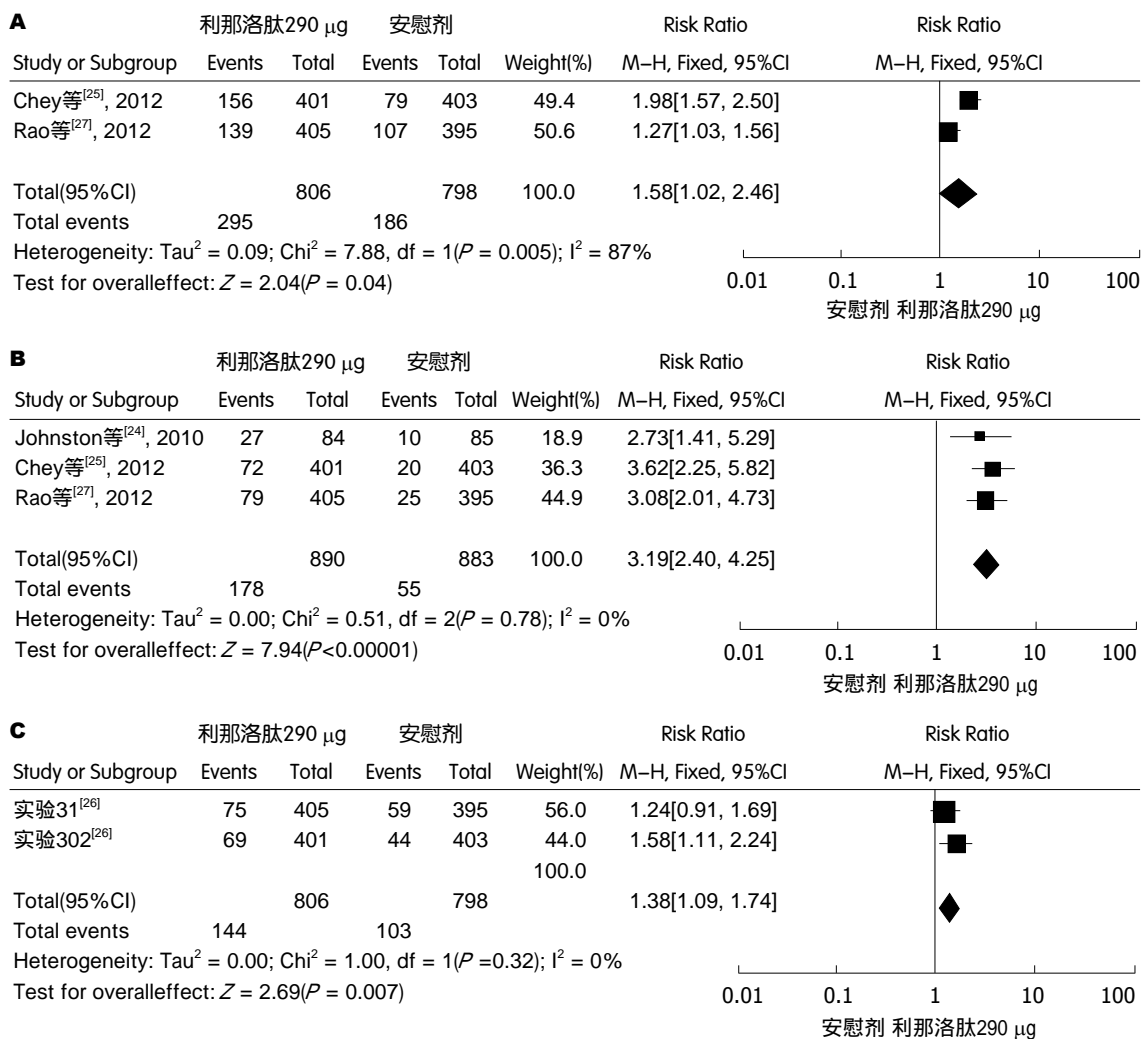 A 利那洛肽290 μg 安慰剂 Risk Ratio Risk Ratio
Study or Subgroup Events Total Events Total Weight(%) M–H, Fixed, 95%CI M–H, Fixed, 95%CI
Chey等[25], 2012 156 401 79 403 49.4 1.98[1.57, 2.50]
Rao等[27], 2012 139 405 107 395 50.6 1.27[1.03, 1.56]
Total(95%CI) 806 798 100.0 1.58[1.02, 2.46]
Total events 295 186
Heterogeneity: Tau² = 0.09; Chi² = 7.88, df = 1(P = 0.005); I² = 87%
Test for overalleffect: Z = 2.04(P = 0.04)
0.01 0.1 1 10 100
安慰剂 利那洛肽290 μg
B 利那洛肽290 μg 安慰剂 Risk Ratio Risk Ratio
Study or Subgroup Events Total Events Total Weight(%) M–H, Fixed, 95%CI M–H, Fixed, 95%CI
Johnston等[24], 2010 27 84 10 85 18.9 2.73[1.41, 5.29]
Chey等[25], 2012 72 401 20 403 36.3 3.62[2.25, 5.82]
Rao等[27], 2012 79 405 25 395 44.9 3.08[2.01, 4.73]
Total(95%CI) 890 883 100.0 3.19[2.40, 4.25]
Total events 178 55
Heterogeneity: Tau² = 0.00; Chi² = 0.51, df = 2(P = 0.78); I² = 0%
Test for overalleffect: Z = 7.94(P<0.00001)
0.01 0.1 1 10 100
安慰剂 利那洛肽290 μg
C 利那洛肽290 μg 安慰剂 Risk Ratio Risk Ratio
Study or Subgroup Events Total Events Total Weight(%) M–H, Fixed, 95%CI M–H, Fixed, 95%CI
实验31[26] 75 405 59 395 56.0 1.24[0.91, 1.69]
实验302[26] 69 401 44 403 44.0 1.58[1.11, 2.24]
100.0
Total(95%CI) 806 798 1.38[1.09, 1.74]
Total events 144 103
Heterogeneity: Tau² = 0.00; Chi² = 1.00, df = 1(P =0.32); I² = 0%
Test for overalleffect: Z = 2.69(P = 0.007)
0.01 0.1 1 10 100
安慰剂 利那洛肽290 μg